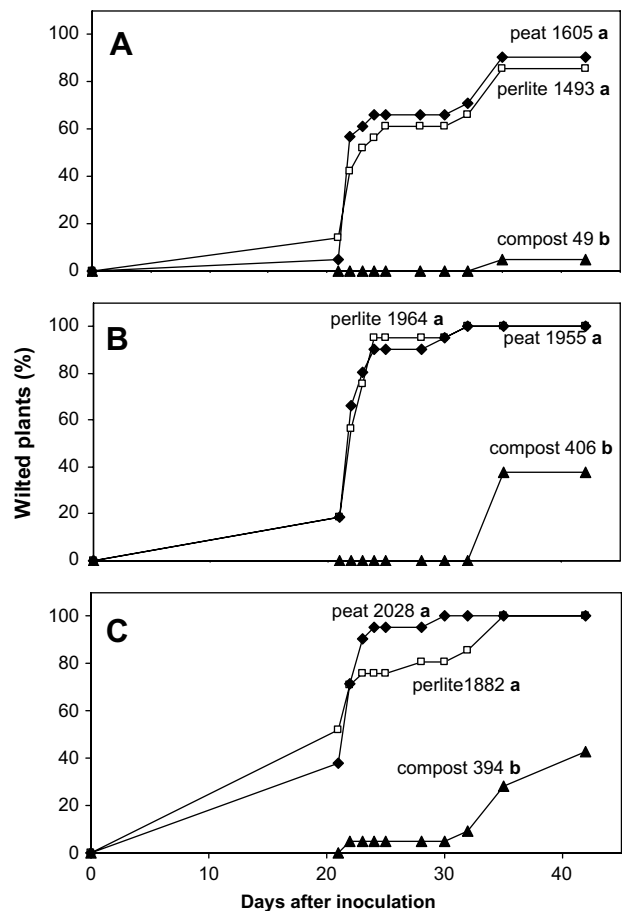 A
100
80
60
40
20
0
peat 1605 a
perlite 1493 a
compost 49 b
B
100
80
60
40
20
0
perlite 1964 a
peat 1955 a
compost 406 b
Wilted plants (%)
C
100
80
60
40
20
0
peat 2028 a
perlite1882 a
compost 394 b
0 10 20 30 40
Days after inoculation